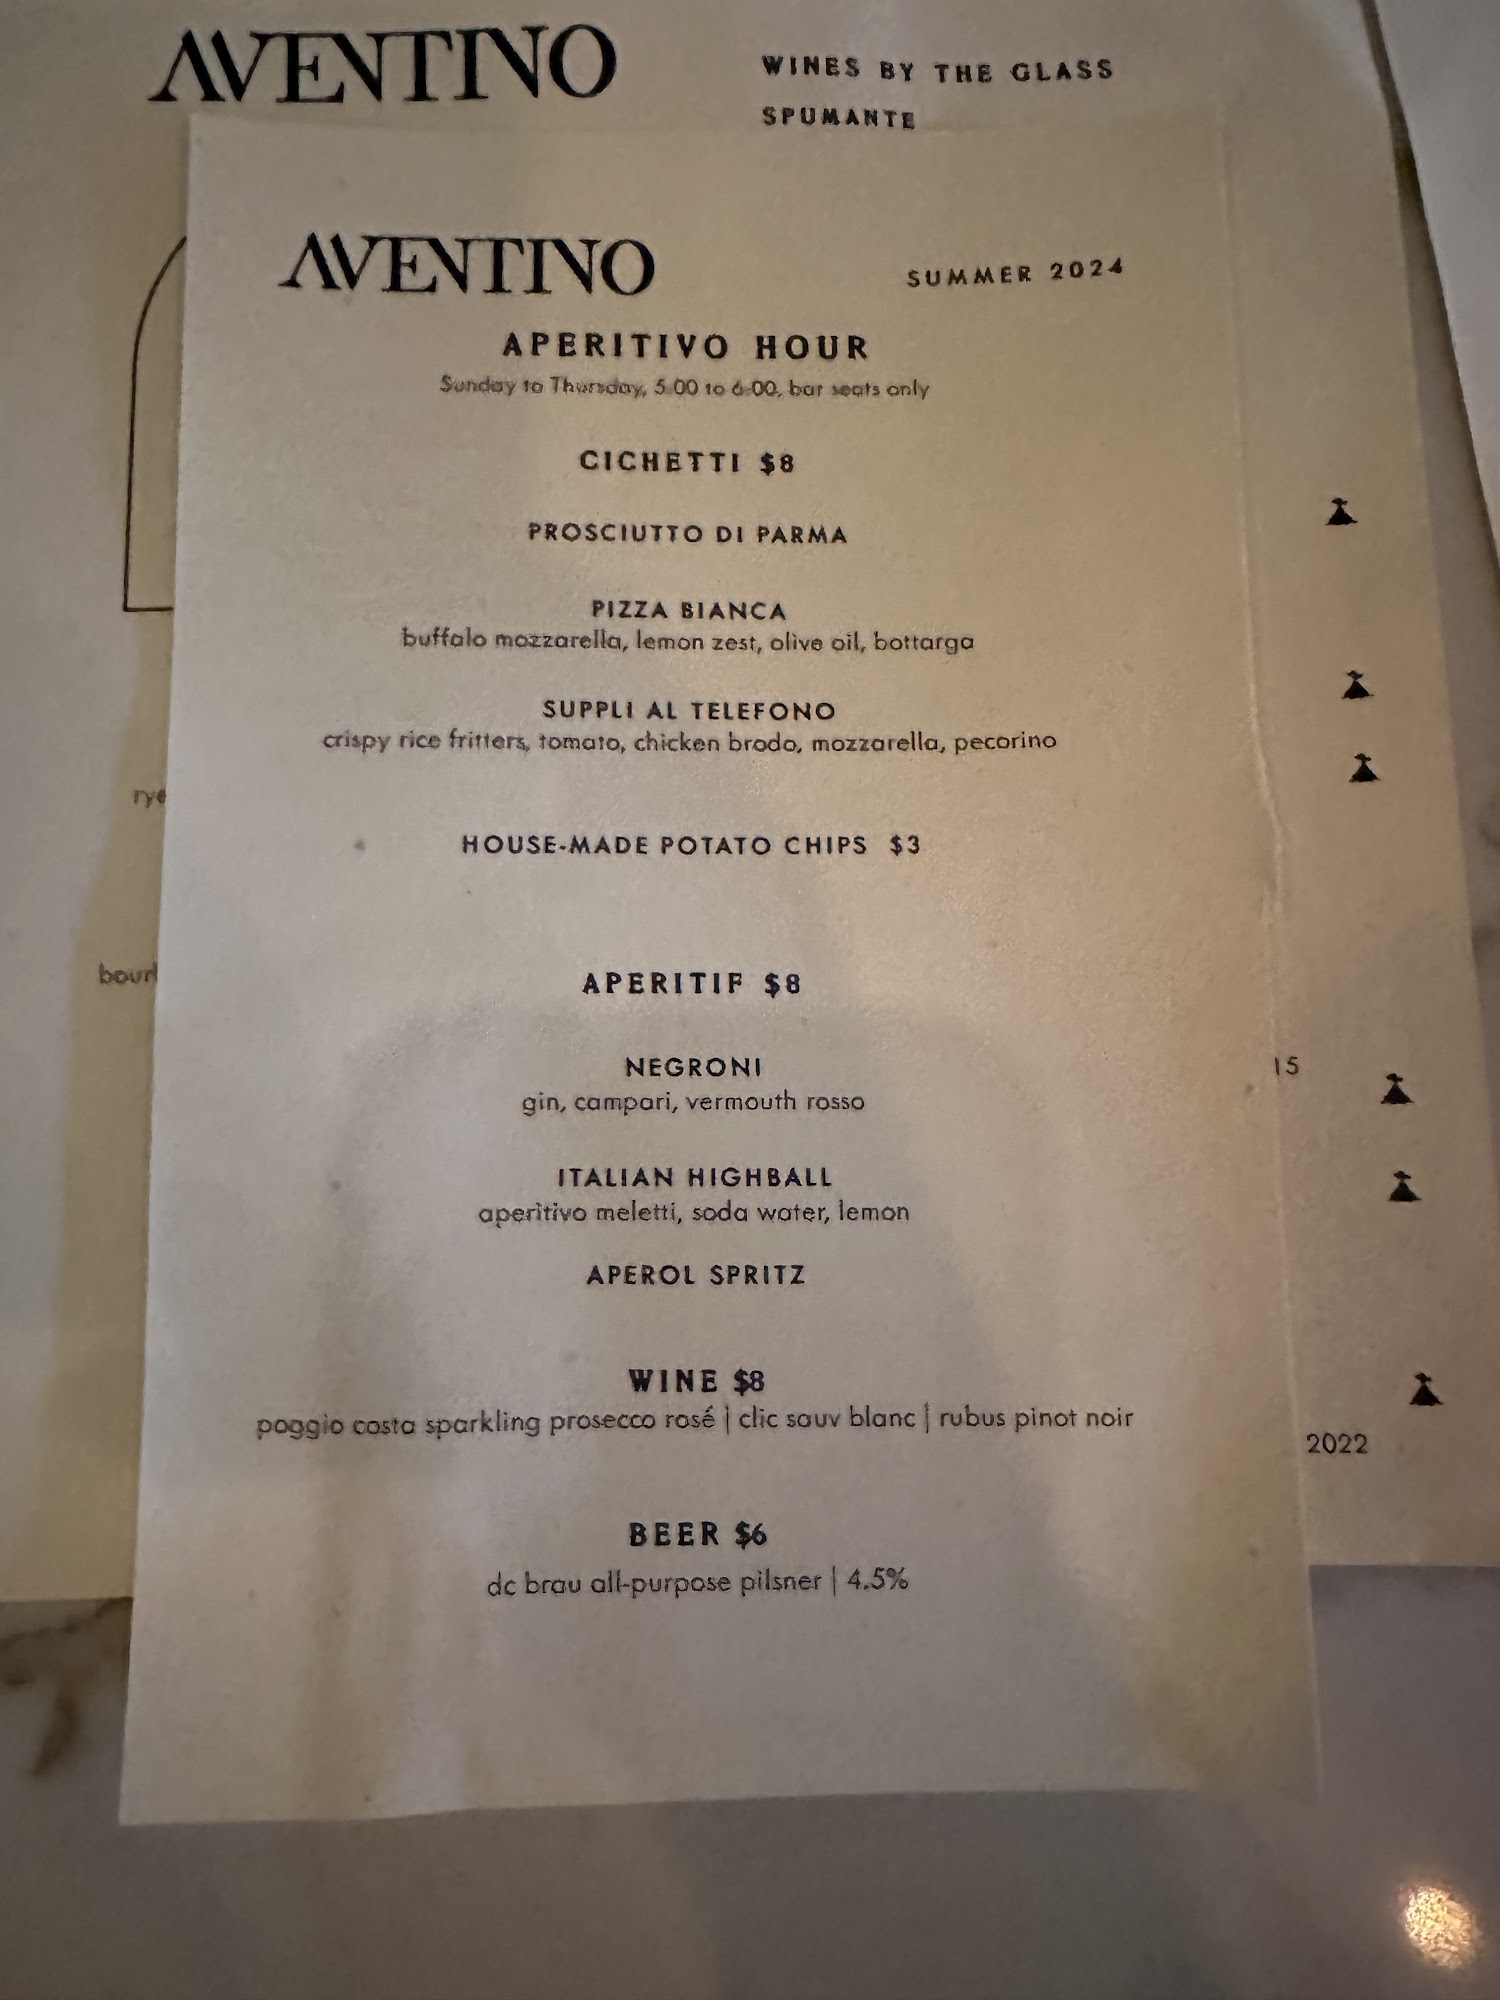 AVENTINO
WINES BY THE GLASS
SPUMANTE
AVENTINO
SUMMER 2024
APERITIVO HOUR
Sunday to Thursday, 5:00 to 6:00, bar seats only
CICHETTI $8
PROSCIUTTO DI PARMA
PIZZA BIANCA
buffalo mozzarella, lemon zest, olive oil, bottarga
SUPPLI AL TELEFONO
crispy rice fritters, tomato, chicken brodo, mozzarella, pecorino
rye
HOUSE-MADE POTATO CHIPS $3
APERITIF $8
NEGRONI
15
gin, campari, vermouth rosso
ITALIAN HIGHBALL
aperitivo meletti, soda water, lemon
APEROL SPRITZ
WINE $8
poggio costa sparkling prosecco rosé | clic sauv blanc | rubus pinot noir
2022
BEER $6
dc brau all-purpose pilsner | 4.5%